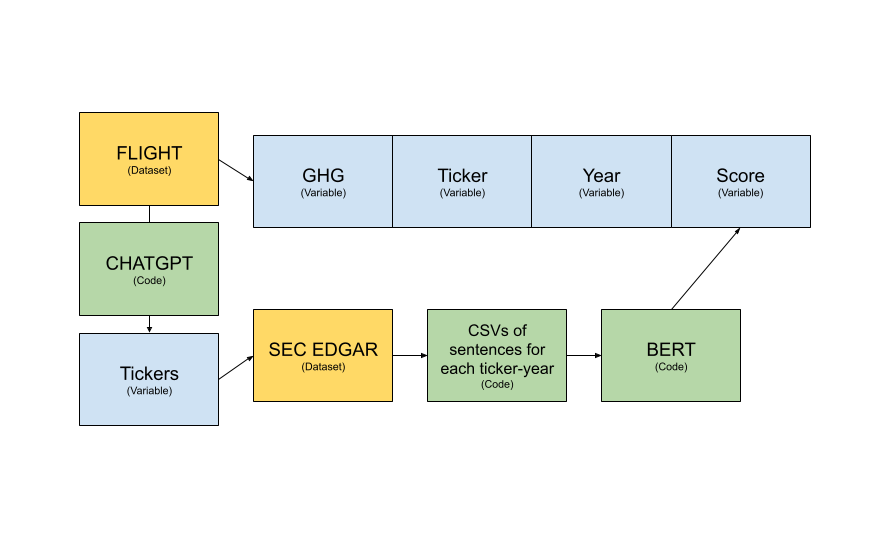 FLIGHT
(Dataset)
GHG
(Variable)
Ticker
(Variable)
Year
(Variable)
Score
(Variable)
CHATGPT
(Code)
Tickers
(Variable)
SEC EDGAR
(Dataset)
CSVs of
sentences for
each ticker-year
(Code)
BERT
(Code)